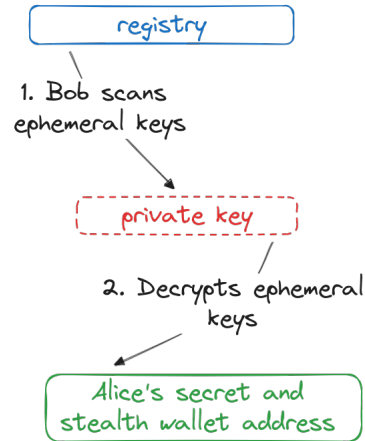 registry
1. Bob scans
ephemeral keys
private key
2. Decrypts ephemeral
keys
Alice's secret and
stealth wallet address